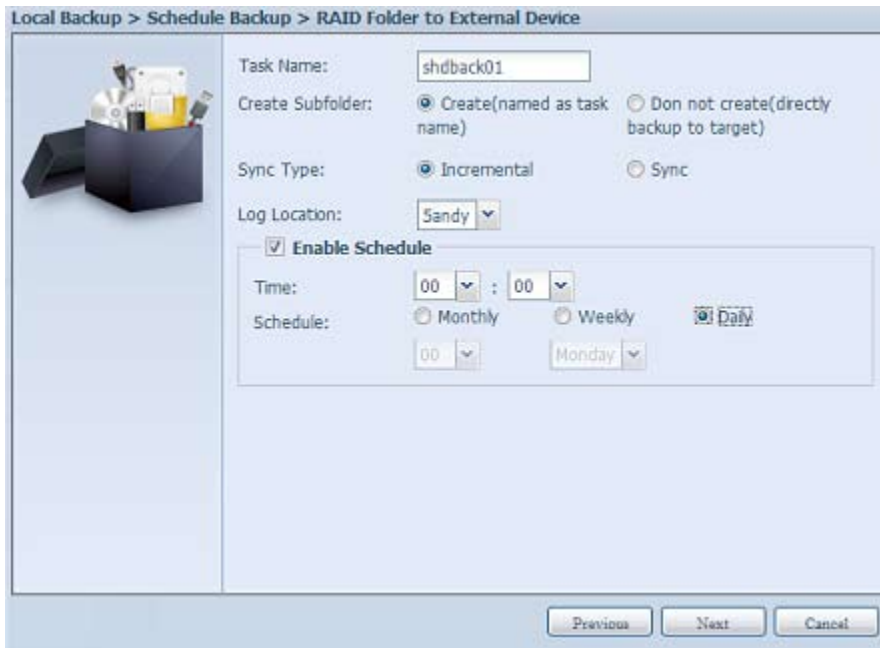 Local Backup > Schedule Backup > RAID Folder to External Device
Task Name: shdback01
Create Subfolder: Create(named as task name) Don not create(directly backup to target)
Sync Type: Incremental Sync
Log Location: Sandy
Enable Schedule
Time: 00 : 00
Schedule: Monthly Weekly Daily
00 Monday
Previous Next Cancel